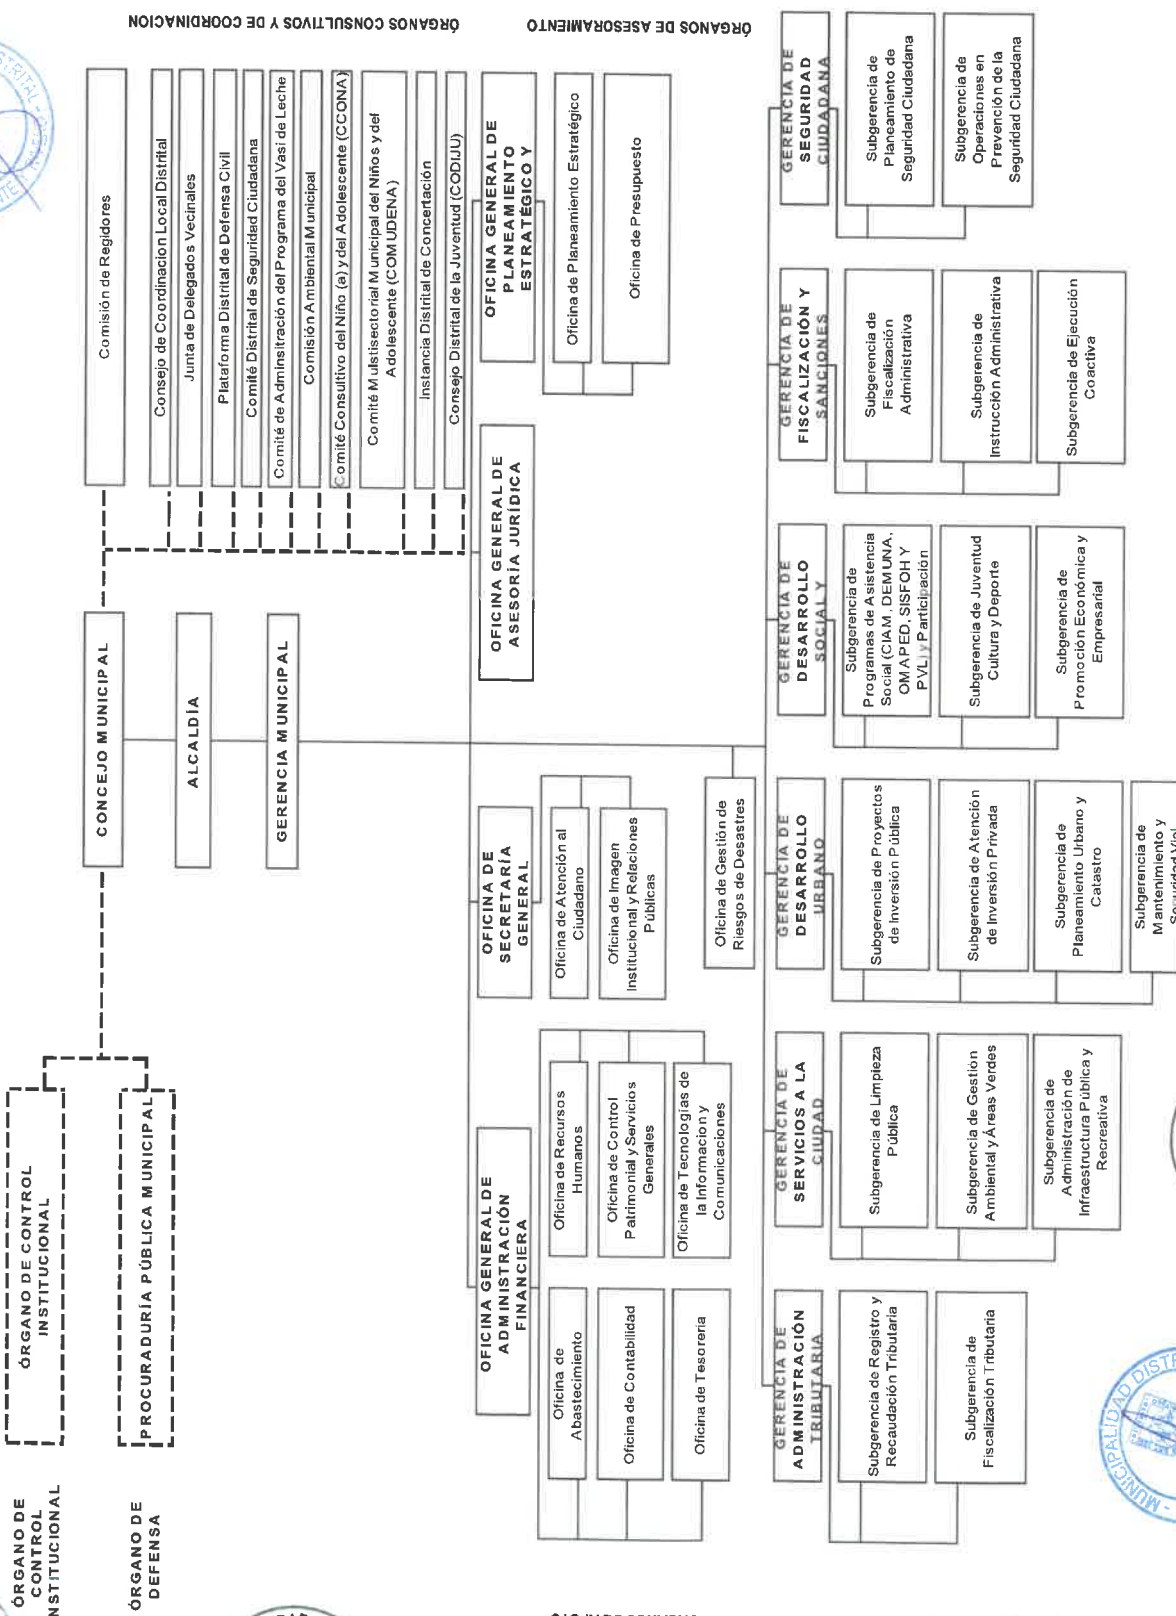 ÓRGANO DE
CONTROL
NSTITUCIONAL
ÓRGANO DE CONTROL
INSTITUCIONAL
ÓRGANO DE
DEFENSA
PROCURADURÍA PÚBLICA MUNICIPAL
CONCEJO MUNICIPAL
ALCALDÍA
GERENCIA MUNICIPAL
Comisión de Regidores
Consejo de Coordinacion Local Distrital
Junta de Delegados Vecinales
Plataforma Distrital de Defensa Civil
Comité Distrital de Seguridad Ciudadana
Comité de Adminsitración del Programa del Vasi de Leche
Comisión Ambiental Municipal
Comité Consultivo del Niño (a) y del Adolescente (CCONA)
Comité Mulstisectorial Municipal del Niños y def
Adolescente (COMUDENA)
Instancia Distrital de Concertación
Consejo Distrital de la Juventud (CODIJU)
ÓRGANOS CONSULTIVOS Y DE COORDINACION
ÓRGANOS DE ASESORAMIENTO
OFICINA GENERAL DE
ADMINISTRACIÓN
FINANCIERA
Oficina de
Abastecimiento
Oficina de Contabilidad
Oficina de Tesoreria
Oficina de Recursos
Humanos
Oficina de Control
Patrimonial y Servicios
Generales
Oficina de Tecnologías de
la Informacion y
Comunicaciones
OFICINA DE
SECRETARÍA
GENERAL
Oficina de Atención al
Ciudadano
Oficina de Imagen
Institucional y Relaciones
Públicas
Oficina de Gestión de
Riesgos de Desastres
OFICINA GENERAL DE
ASESORÍA JURÍDICA
OFICINA GENERAL DE
PLANEAMIENTO
ESTRATÉGICO Y
Oficina de Planeamiento Estratégico
Oficina de Presupuesto
GERENCIA DE
ADMINISTRACIÓN
TRIBUTARIA
Subgerencia de Registro y
Recaudación Tributaria
Subgerencia de
Fiscalización Tributaria
GERENCIA DE
SERVICIOS A LA
CIUDAD
Subgerencia de Limpieza
Pública
Subgerencia de Gestión
Ambiental y Áreas Verdes
Subgerencia de
Administración de
Infraestructura Pública y
Recreativa
GERENCIA DE
DESARROLLO
URBANO
Subgerencia de Proyectos
de Inversión Pública
Subgerencia de Atención
de Inversión Privada
Subgerencia de
Planeamiento Urbano y
Catastro
Subgerencia de
Mantenimiento y
Seguridad Vial
GERENCIA DE
DESARROLLO
SOCIAL Y
Subgerencia de
Programas de Asistencia
Social (CIAM, DEMUNA,
OMAPED, SISFOH Y
PVL) y Participación
Subgerencia de Juventud
Cultura y Deporte
Subgerencia de
Promoción Económica y
Empresarial
GERENCIA DE
FISCALIZACIÓN Y
SANCIONES
Subgerencia de
Fiscalización
Administrativa
Subgerencia de
Instrucción Administrativa
Subgerencia de Ejecución
Coactiva
GERENCIA DE
SEGURIDAD
CIUDADANA
Subgerencia de
Planeamiento de
Seguridad Ciudadana
Subgerencia de
Operaciones en
Prevención de la
Seguridad Ciudadana
MUNICIPALIDAD DISTR